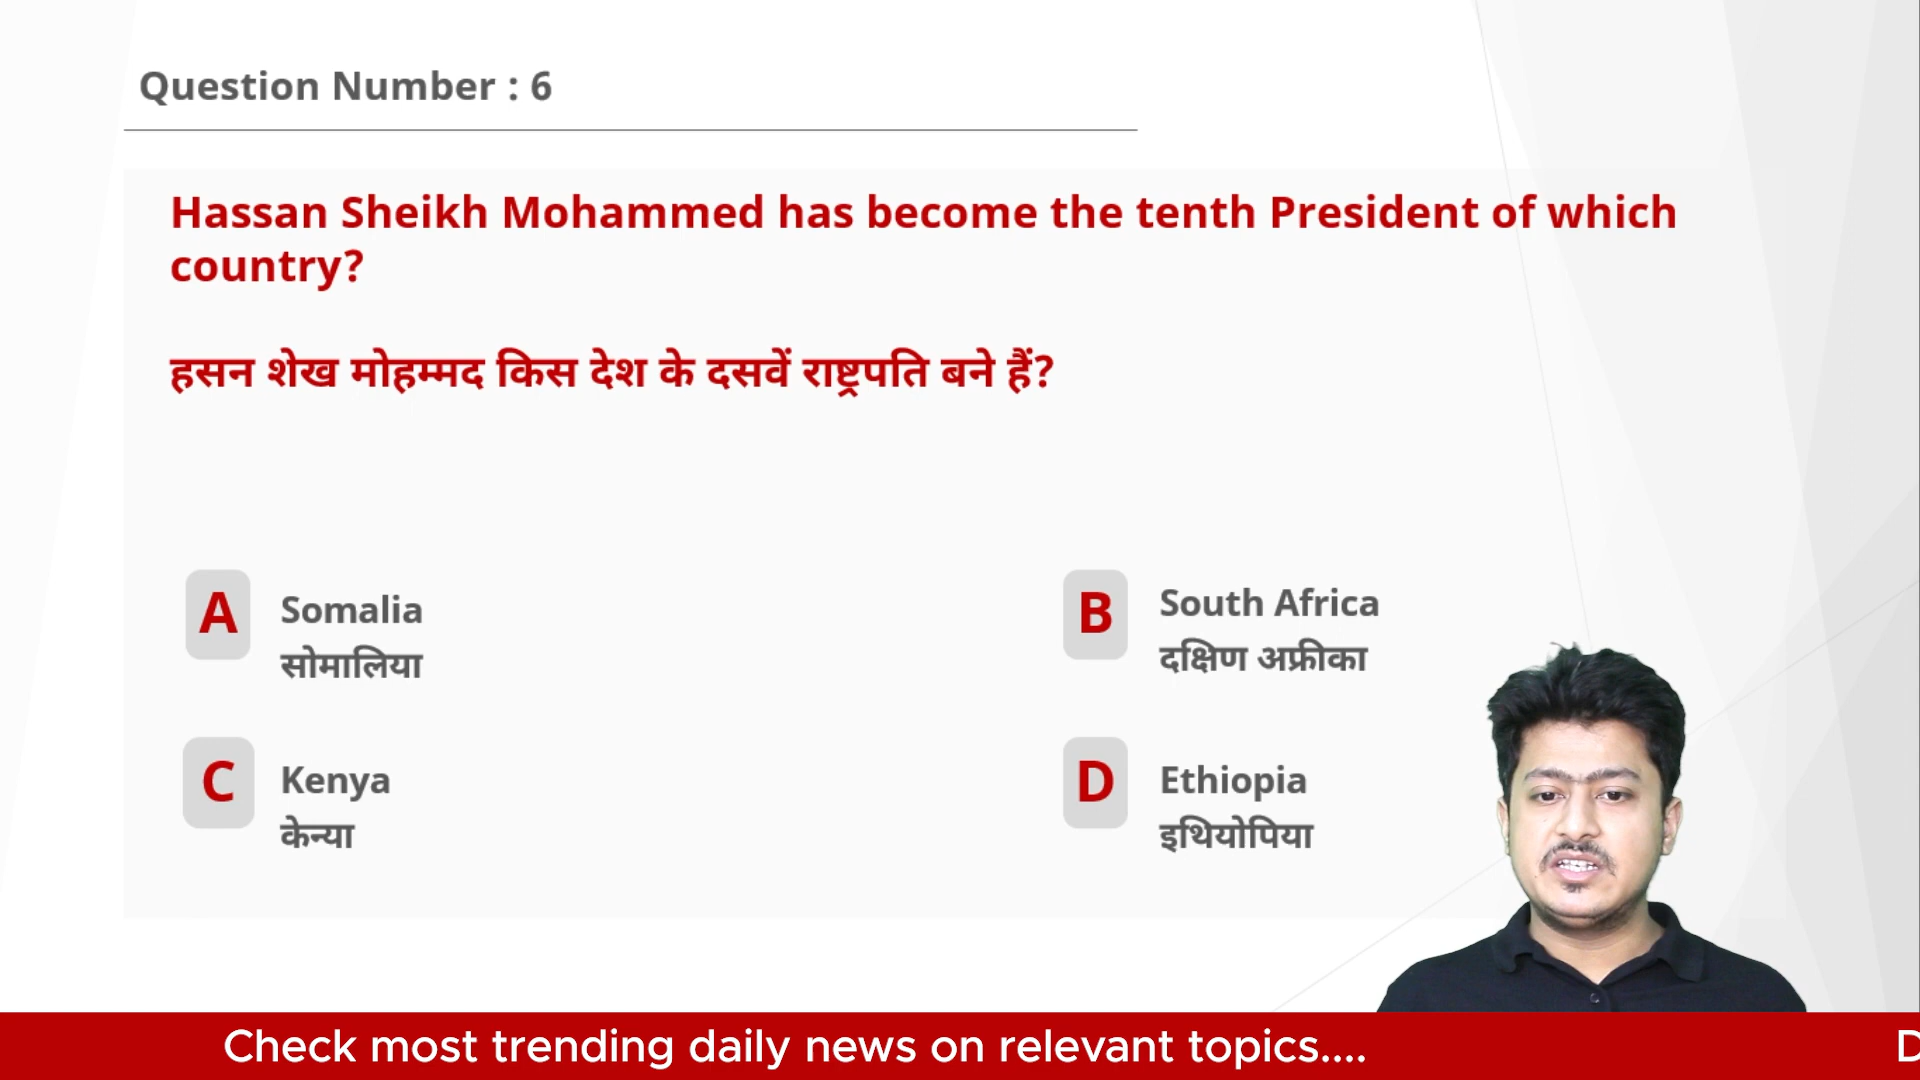 Question Number : 6
Hassan Sheikh Mohammed has become the tenth President of which
country?
हसन शेख मोहम्मद किस देश के दसवें राष्ट्रपति बने हैं?
A
Somalia
सोमालिया
B
South Africa
दक्षिण अफ्रीका
C
Kenya
केन्या
D
Ethiopia
इथियोपिया
Check most trending daily news on relevant topics....
D